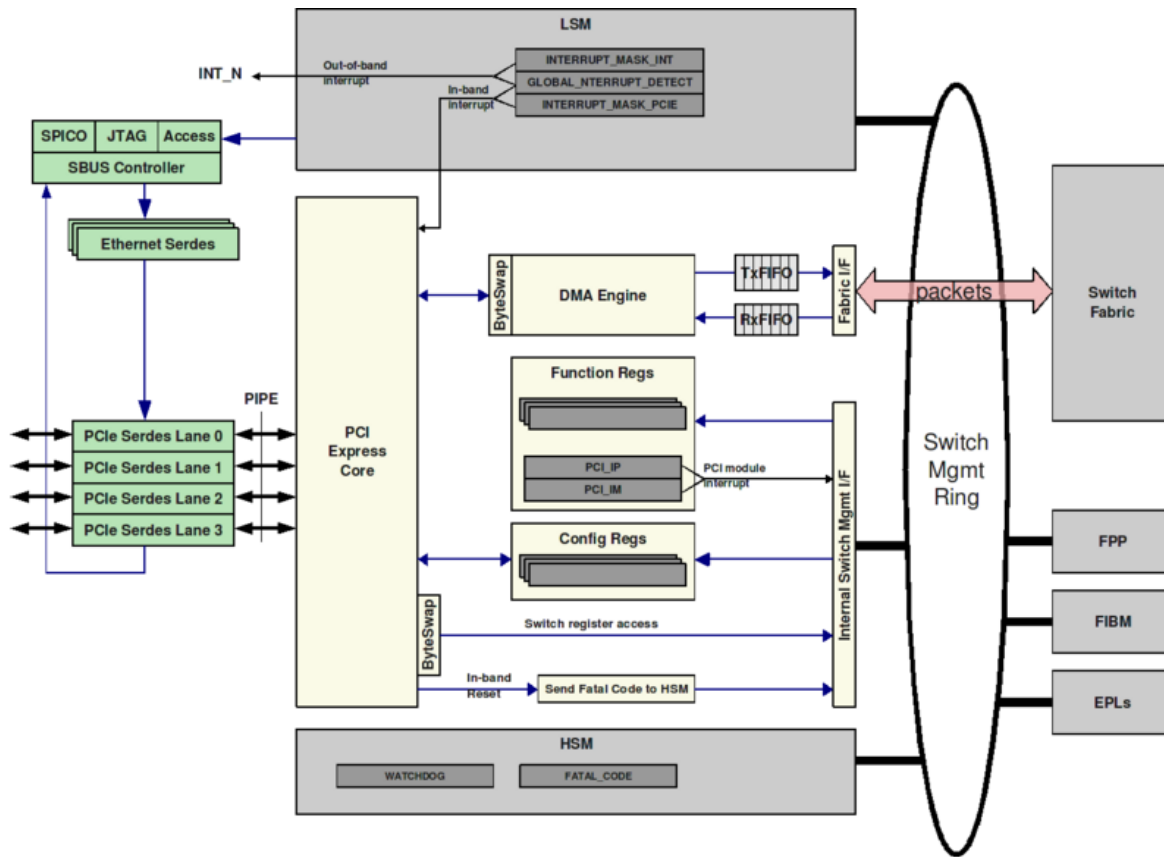 LSM
INTERRUPT_MASK_INT
GLOBAL_NTERRUPT_DETECT
INTERRUPT_MASK_PCIE
INT_N
Out-of-band
interrupt
In-band
interrupt
SPICO
JTAG
Access
SBUS Controller
Ethernet Serdes
PIPE
PCIe Serdes Lane 0
PCIe Serdes Lane 1
PCIe Serdes Lane 2
PCIe Serdes Lane 3
PCI
Express
Core
ByteSwap
DMA Engine
TxFIFO
RxFIFO
Fabric I/F
packets
Switch
Fabric
Function Regs
PCI_IP
PCI_IM
PCI module
interrupt
Config Regs
Internal Switch Mgmt I/F
Switch
Mgmt
Ring
ByteSwap
Switch register access
In-band
Reset
Send Fatal Code to HSM
FPP
FIBM
EPLs
HSM
WATCHDOG
FATAL_CODE